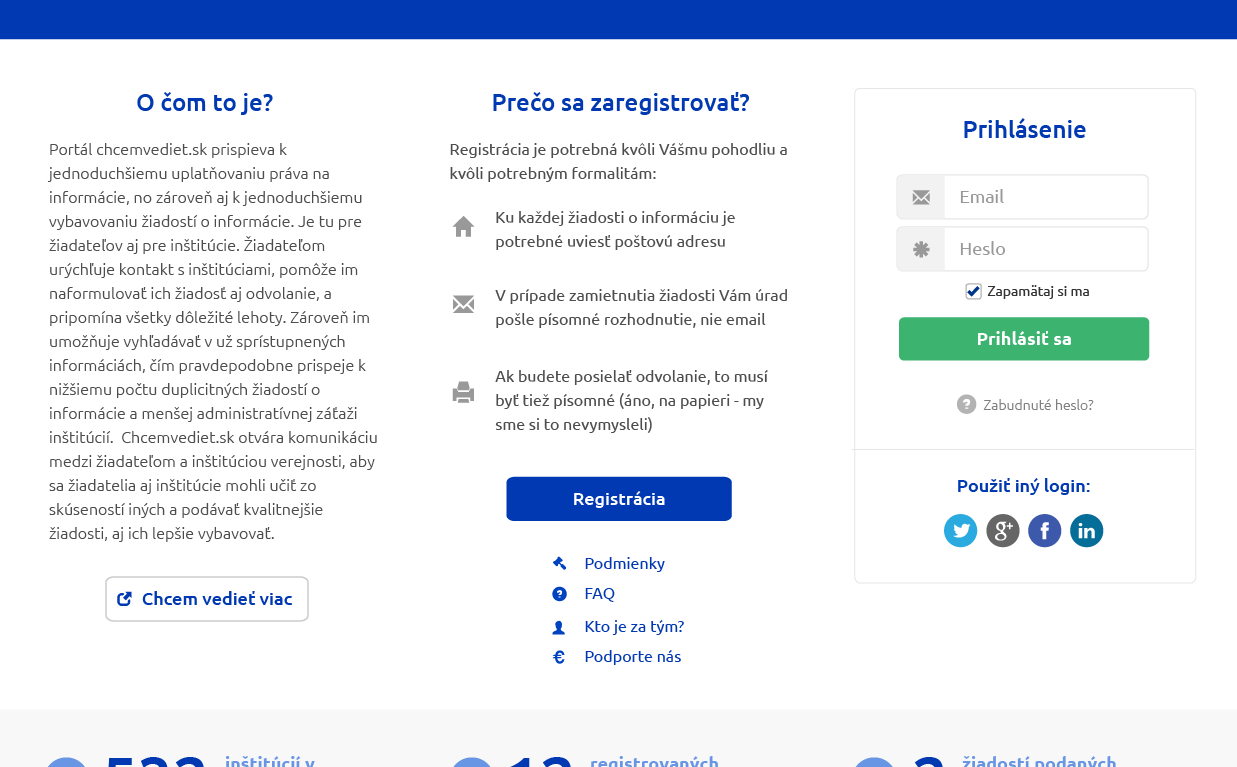 O čom to je?
Portál chcemvediet.sk prispieva k
jednoduchšiemu uplatňovaniu práva na
informácie, no zároveň aj k jednoduchšiemu
vybavovaniu žiadostí o informácie. Je tu pre
žiadateľov aj pre inštitúcie. Žiadateľom
urýchľuje kontakt s inštitúciami, pomôže im
naformulovať ich žiadosť aj odvolanie, a
pripomína všetky dôležité lehoty. Zároveň im
umožňuje vyhľadávať v už sprístupnených
informáciách, čím pravdepodobne prispeje k
nižšiemu počtu duplicitných žiadostí o
informácie a menšej administratívnej záťaži
inštitúcií.  Chcemvediet.sk otvára komunikáciu
medzi žiadateľom a inštitúciou verejnosti, aby
sa žiadatelia aj inštitúcie mohli učiť zo
skúseností iných a podávať kvalitnejšie
žiadosti, aj ich lepšie vybavovať.
Chcem vedieť viac
Prečo sa zaregistrovať?
Registrácia je potrebná kvôli Vášmu pohodliu a
kvôli potrebným formalitám:
Ku každej žiadosti o informáciu je
potrebné uviesť poštovú adresu
V prípade zamietnutia žiadosti Vám úrad
pošle písomné rozhodnutie, nie email
Ak budete posielať odvolanie, to musí
byť tiež písomné (áno, na papieri - my
sme si to nevymysleli)
Registrácia
Podmienky
FAQ
Kto je za tým?
Podporte nás
Prihlásenie
Email
Heslo
Zapamätaj si ma
Prihlásiť sa
Zabudnuté heslo?
Použiť iný login:
inštitúcií v
registrovaných
žiadostí podaných